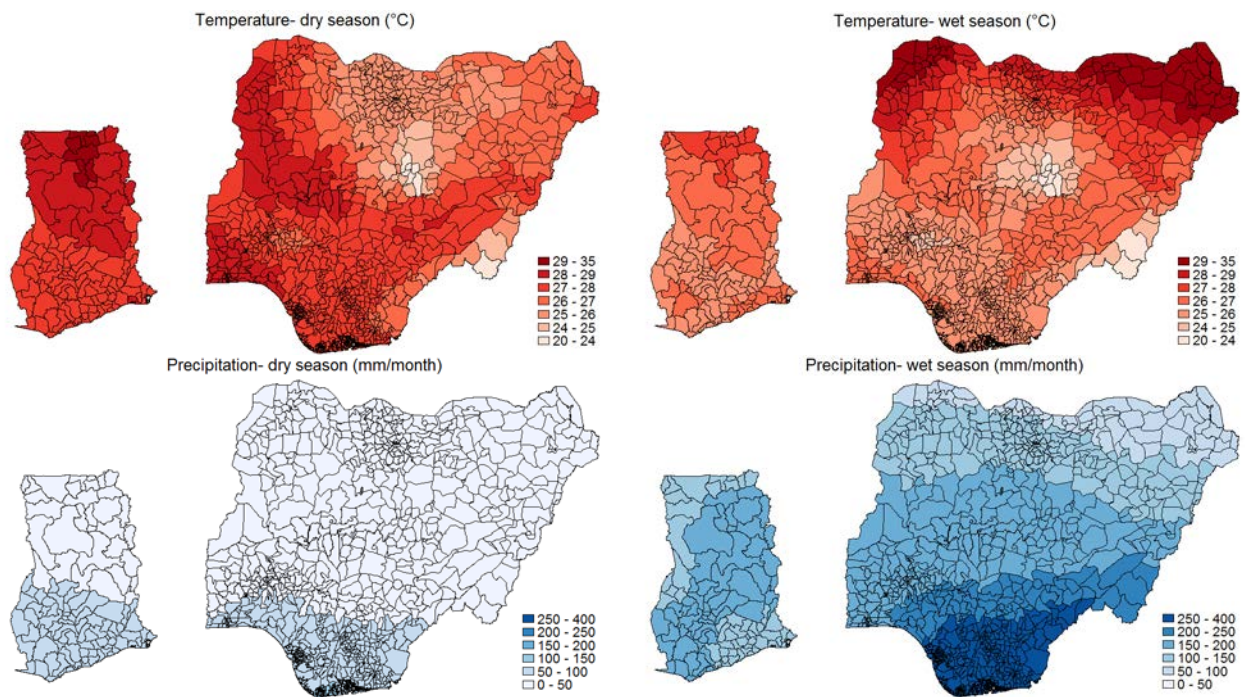 Temperature- dry season (°C)
Temperature- wet season (°C)
29 - 35
28 - 29
27 - 28
26 - 27
25 - 26
24 - 25
20 - 24
29 - 35
28 - 29
27 - 28
26 - 27
25 - 26
24 - 25
20 - 24
Precipitation- dry season (mm/month)
Precipitation- wet season (mm/month)
250 - 400
200 - 250
150 - 200
100 - 150
50 - 100
0 - 50
250 - 400
200 - 250
150 - 200
100 - 150
50 - 100
0 - 50